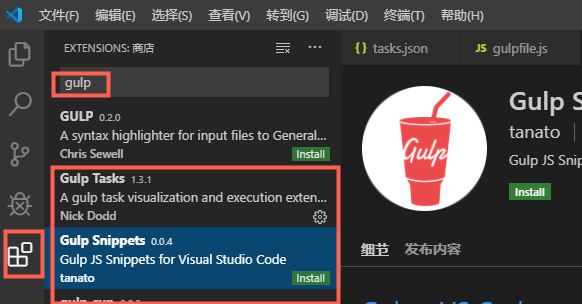 文件(F) 编辑(E) 选择(S) 查看(V) 转到(G) 调试(D) 终端(T) 帮助(H)
EXTENSIONS: 商店
gulp
GULP 0.2.0
A syntax highlighter for input files to General...
Chris Sewell Install
Gulp Tasks 1.3.1
A gulp task visualization and execution exten...
Nick Dodd
Gulp Snippets 0.0.4
Gulp JS Snippets for Visual Studio Code
tanato Install
tasks.json JS gulpfile.js
Gulp
Gulp S
tanato
Gulp JS Snip
Install
细节 发布内容